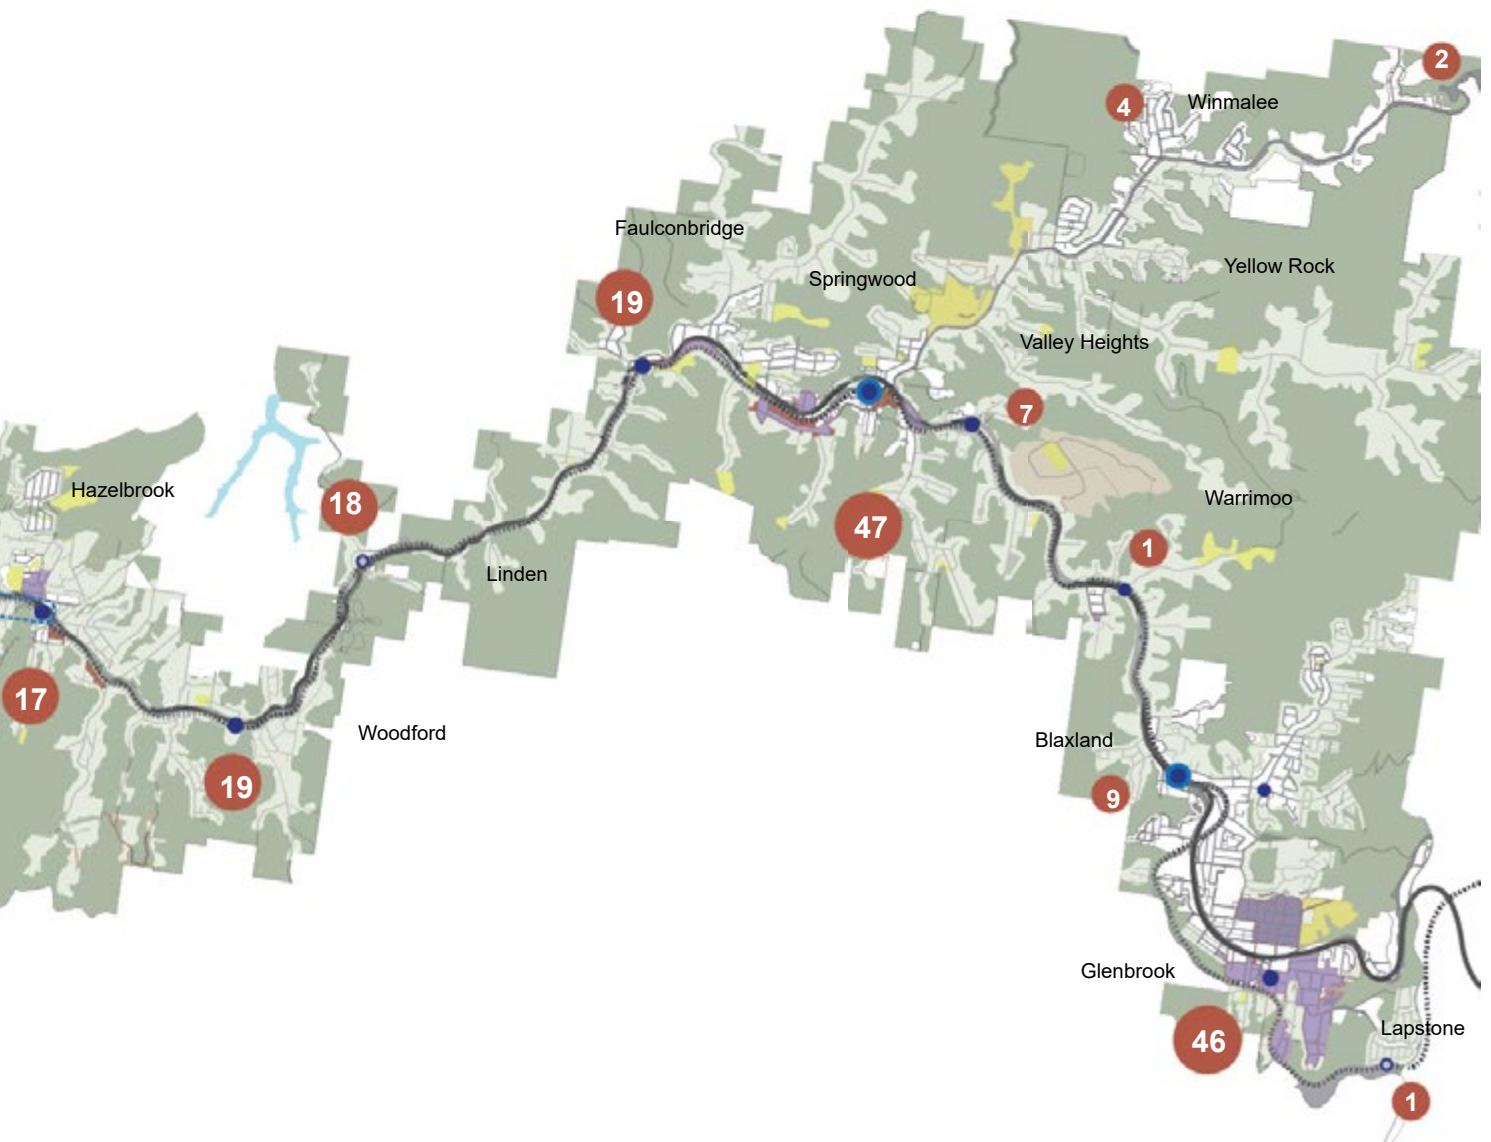 2
4
Winmalee
Faulconbridge
Yellow Rock
Springwood
19
Valley Heights
7
Hazelbrook
18
Warrimoo
47
1
Linden
17
Woodford
Blaxland
19
9
Glenbrook
Lapstone
46
1